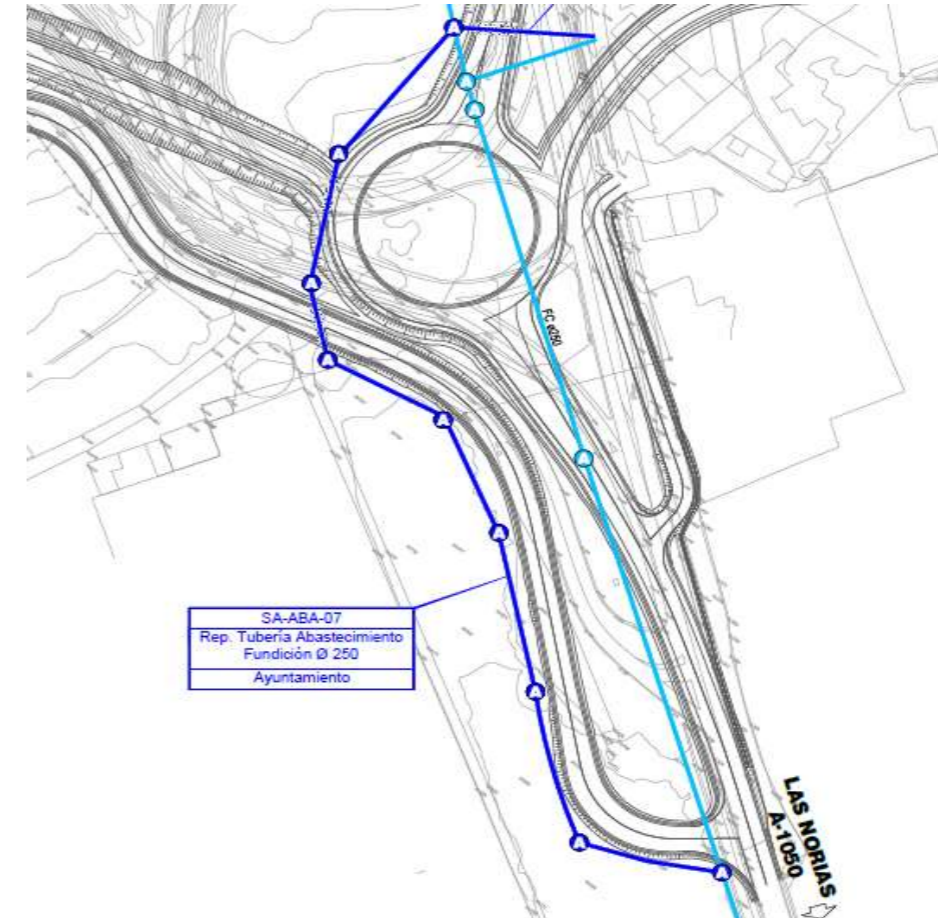 A
A
A
A
A
FC ø250
A
A
A
A
SA-ABA-07
Rep. Tubería Abastecimiento
Fundición Ø 250
Ayuntamiento
A
A
A
LAS NORIAS
A-1050